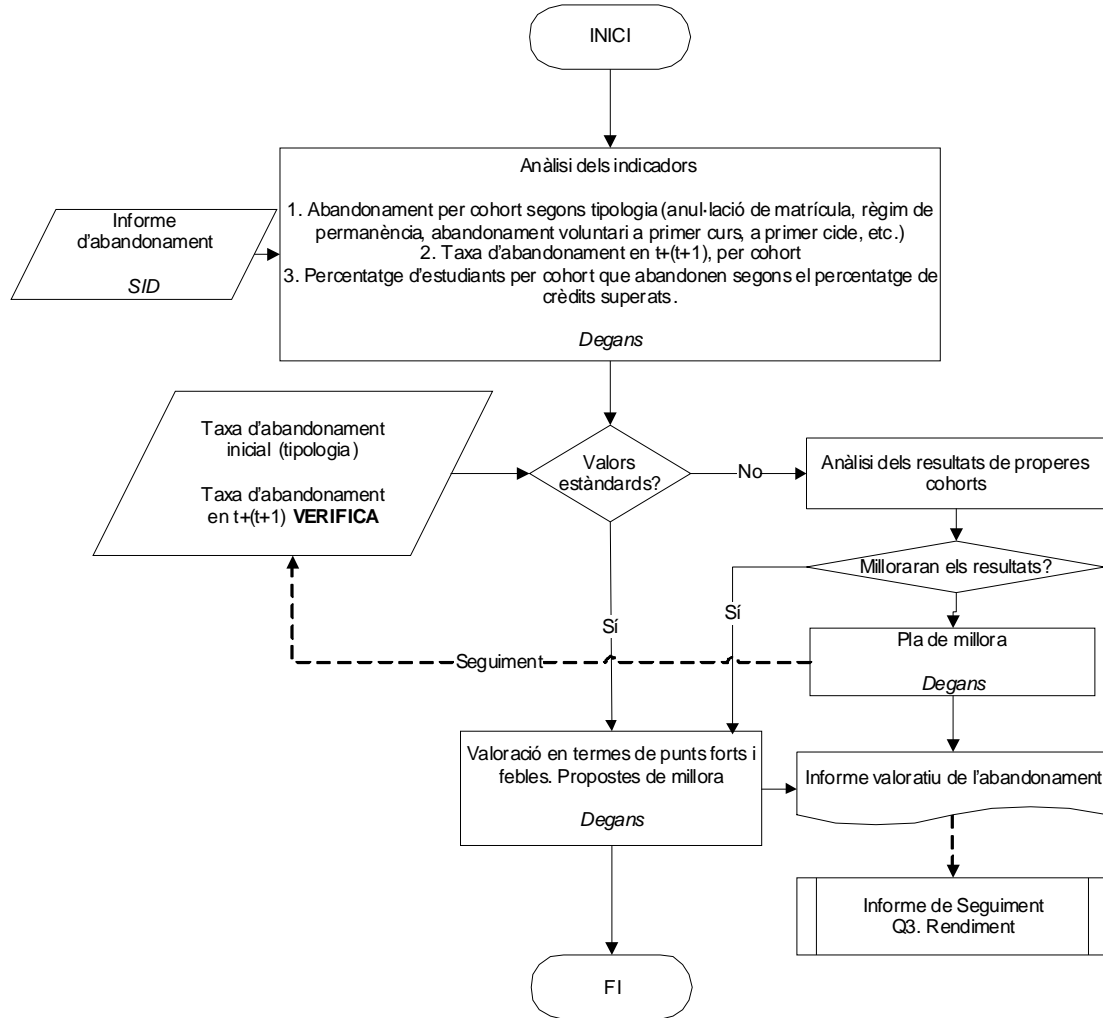 INICI
Anàlisi dels indicadors
1. Abandonament per cohort segons tipologia (anul·lació de matrícula, règim de
permanència, abandonament voluntari a primer curs, a primer cicle, etc.)
2. Taxa d'abandonament en t+(t+1), per cohort
3. Percentatge d'estudiants per cohort que abandonen segons el percentatge de
crèdits superats.
Degans
Informe
d'abandonament
SID
Taxa d'abandonament
inicial (tipologia)
Taxa d'abandonament
en t+(t+1) VERIFICA
Valors
estàndards?
No
Anàlisi dels resultats de properes
cohorts
Milloraran els resultats?
Sí
Sí
Pla de millora
Degans
Seguiment
Valoració en termes de punts forts i
febles. Propostes de millora
Degans
Informe valoratiu de l'abandonament
Informe de Seguiment
Q3. Rendiment
FI